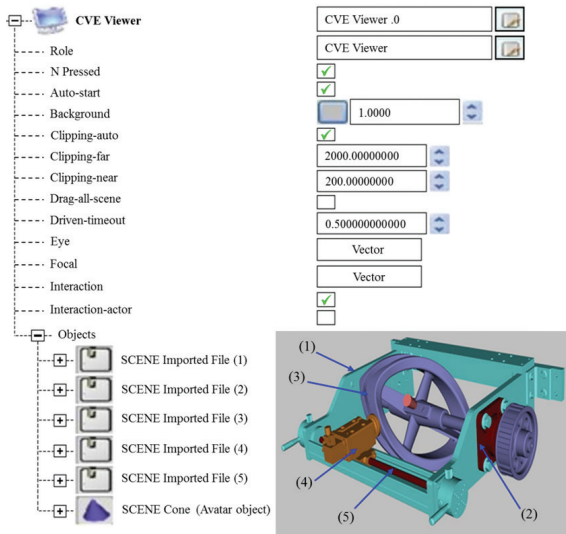 CVE Viewer
CVE Viewer .0
Role
CVE Viewer
N Pressed
Auto-start
Background
1.0000
Clipping-auto
Clipping-far
2000.00000000
Clipping-near
200.00000000
Drag-all-scene
Driven-timeout
0.500000000000
Eye
Vector
Focal
Vector
Interaction
Interaction-actor
Objects
SCENE Imported File (1)
SCENE Imported File (2)
SCENE Imported File (3)
SCENE Imported File (4)
SCENE Imported File (5)
SCENE Cone (Avatar object)
(1)
(3)
(4)
(5)
(2)